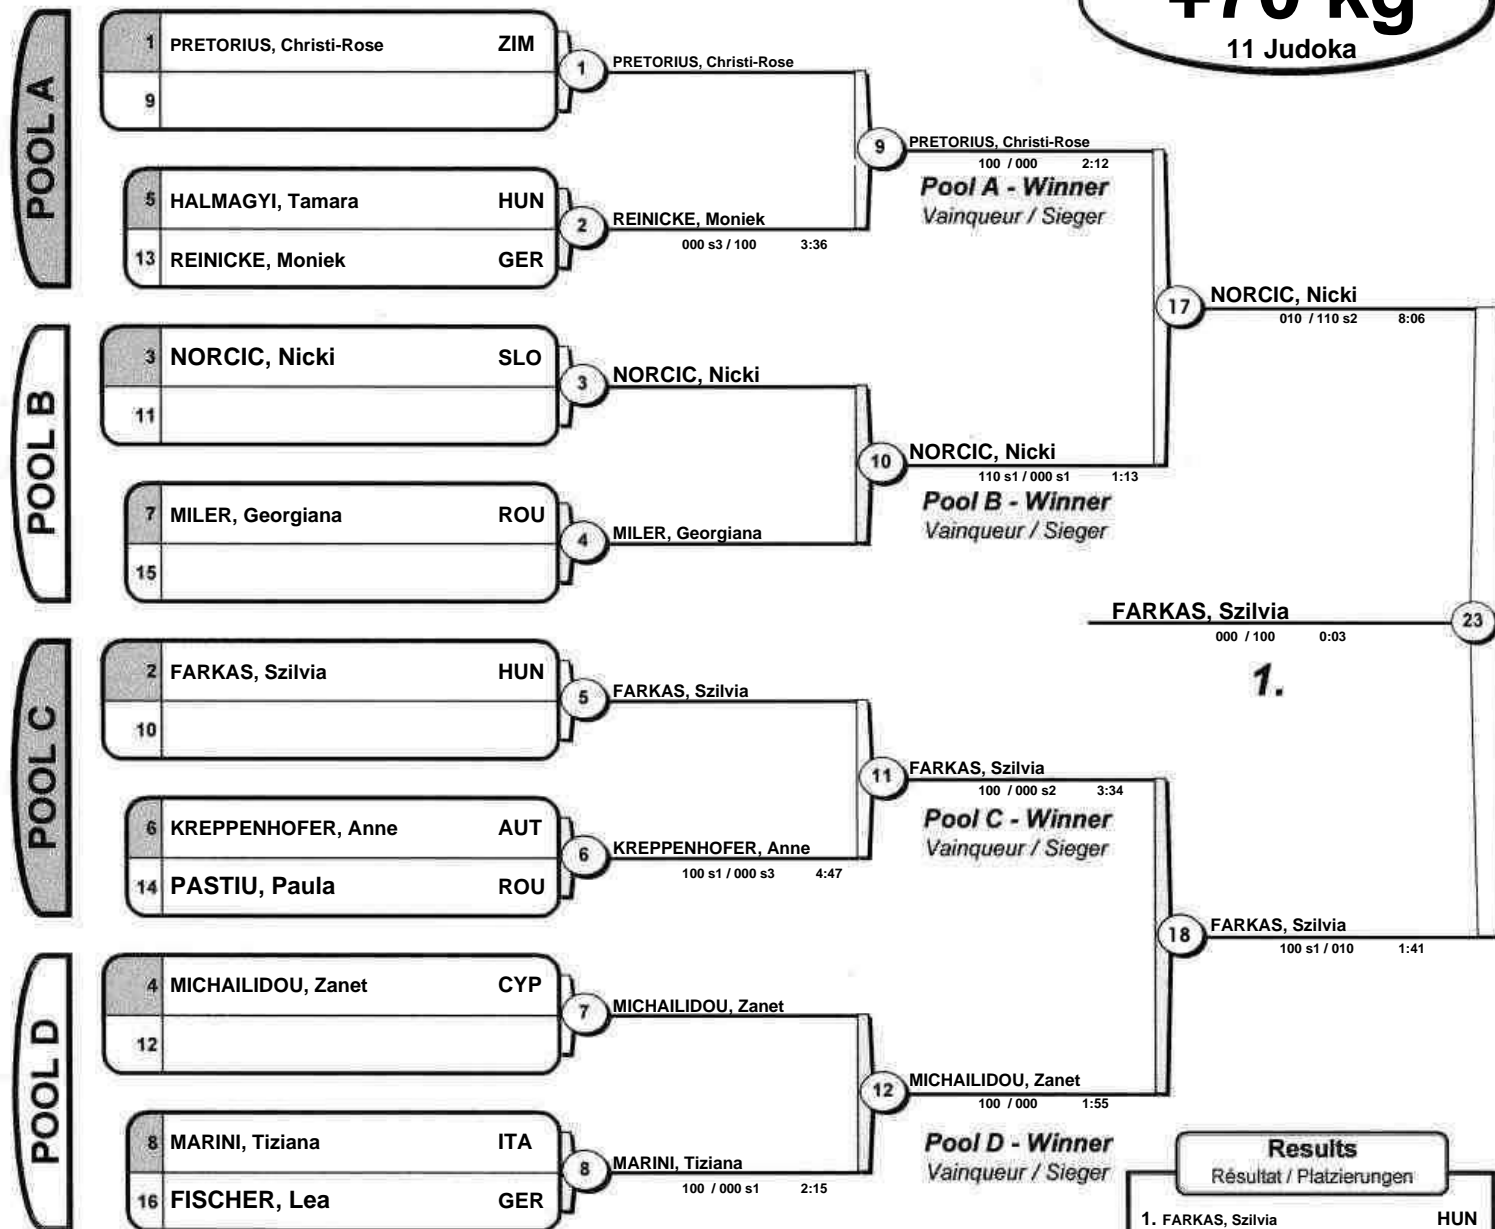 +70 kg
11 Judoka
POOL A
1 PRETORIUS, Christi-Rose ZIM
9
1 PRETORIUS, Christi-Rose
5 HALMAGYI, Tamara HUN
13 REINICKE, Moniek GER
2 REINICKE, Moniek
000 s3 / 100 3:36
9 PRETORIUS, Christi-Rose
100 / 000 2:12
Pool A - Winner
Vainqueur / Sieger
POOL B
3 NORCIC, Nicki SLO
11
3 NORCIC, Nicki
7 MILER, Georgiana ROU
15
4 MILER, Georgiana
10 NORCIC, Nicki
110 s1 / 000 s1 1:13
Pool B - Winner
Vainqueur / Sieger
17 NORCIC, Nicki
010 / 110 s2 8:06
FARKAS, Szilvia 23
000 / 100 0:03
1.
POOL C
2 FARKAS, Szilvia HUN
10
5 FARKAS, Szilvia
6 KREPPENHOFER, Anne AUT
14 PASTIU, Paula ROU
6 KREPPENHOFER, Anne
100 s1 / 000 s3 4:47
11 FARKAS, Szilvia
100 / 000 s2 3:34
Pool C - Winner
Vainqueur / Sieger
18 FARKAS, Szilvia
100 s1 / 010 1:41
POOL D
4 MICHAILIDOU, Zanet CYP
12
7 MICHAILIDOU, Zanet
8 MARINI, Tiziana ITA
16 FISCHER, Lea GER
8 MARINI, Tiziana
100 / 000 s1 2:15
12 MICHAILIDOU, Zanet
100 / 000 1:55
Pool D - Winner
Vainqueur / Sieger
Results
Résultat / Platzierungen
1. FARKAS, Szilvia HUN